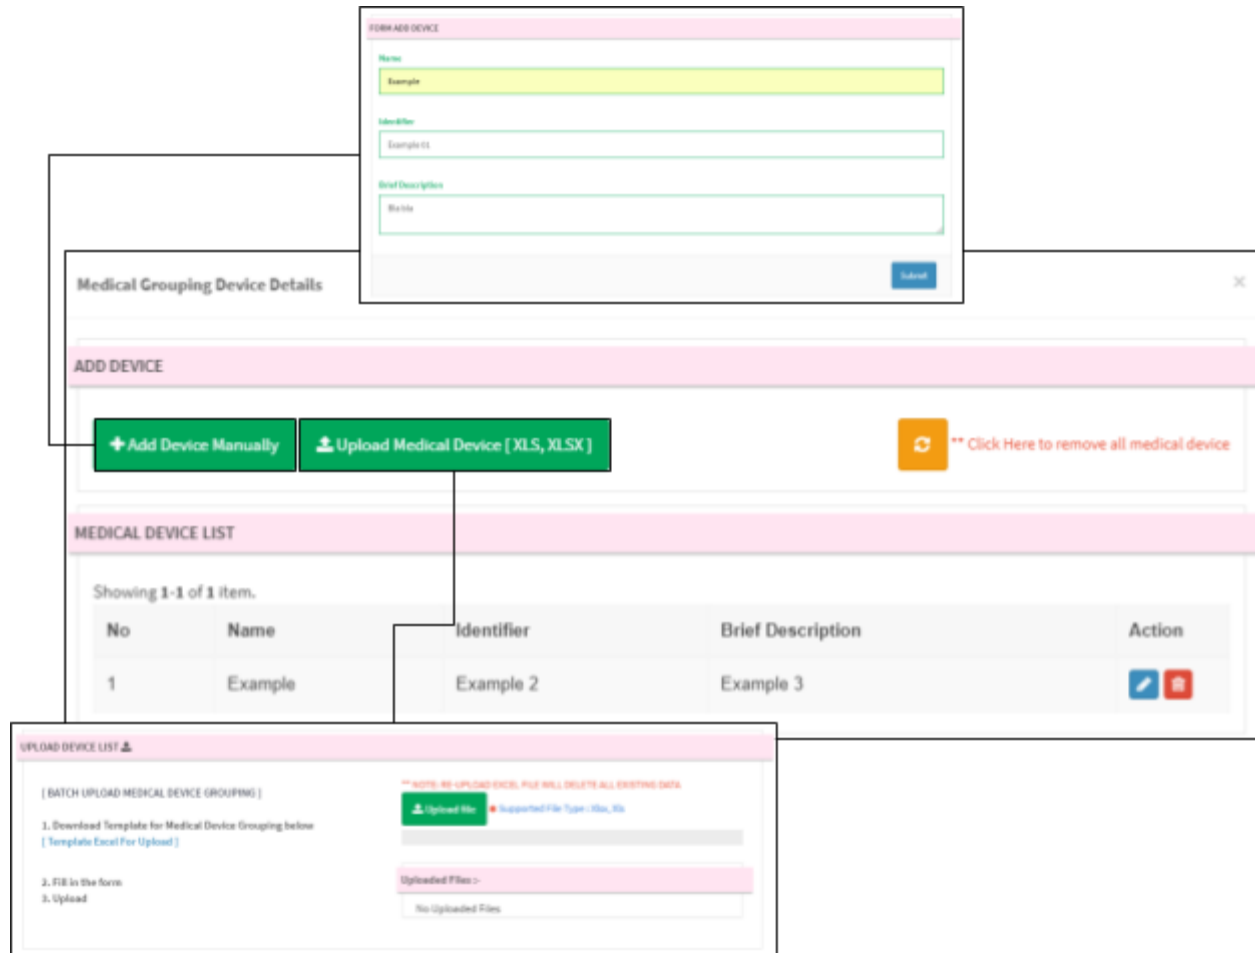 FORM ADD DEVICE
Name
Example
Identifier
Example 01
Brief Description
Bla bla
Submit
Medical Grouping Device Details
×
ADD DEVICE
Add Device Manually
Upload Medical Device [ XLS, XLSX ]
** Click Here to remove all medical device
MEDICAL DEVICE LIST
Showing 1-1 of 1 item.
No Name Identifier Brief Description Action
1 Example Example 2 Example 3
UPLOAD DEVICE LIST
[ BATCH UPLOAD MEDICAL DEVICE GROUPING ]
1. Download Template for Medical Device Grouping below
[ Template Excel For Upload ]
2. Fill in the form
3. Upload
** NOTE: RE-UPLOAD EXCEL FILE WILL DELETE ALL EXISTING DATA
Upload file
Supported File Type : Xlsx, Xls
Uploaded Files :-
No Uploaded Files